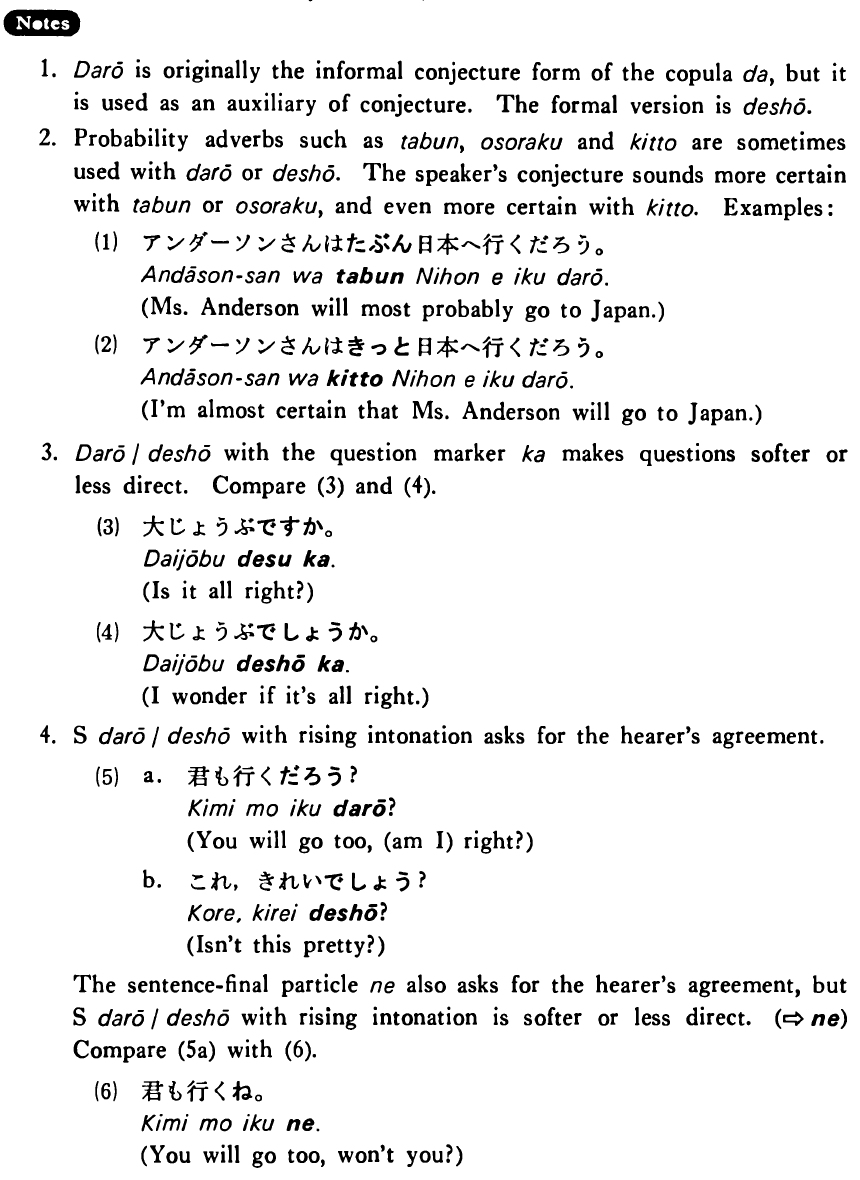 Notes
1. Darō is originally the informal conjecture form of the copula da, but it
is used as an auxiliary of conjecture. The formal version is deshō.
2. Probability adverbs such as tabun, osoraku and kitto are sometimes
used with darō or deshō. The speaker's conjecture sounds more certain
with tabun or osoraku, and even more certain with kitto. Examples:
(1) アンダーソンさんはたぶん日本へ行くだろう。
Andāson-san wa tabun Nihon e iku darō.
(Ms. Anderson will most probably go to Japan.)
(2) アンダーソンさんはきっと日本へ行くだろう。
Andāson-san wa kitto Nihon e iku darō.
(I'm almost certain that Ms. Anderson will go to Japan.)
3. Darō / deshō with the question marker ka makes questions softer or
less direct. Compare (3) and (4).
(3) 大じょうぶですか。
Daijōbu desu ka.
(Is it all right?)
(4) 大じょうぶでしょうか。
Daijōbu deshō ka.
(I wonder if it's all right.)
4. S darō / deshō with rising intonation asks for the hearer's agreement.
(5) a. 君も行くだろう?
Kimi mo iku darō?
(You will go too, (am I) right?)
b. これ, きれいでしょう?
Kore, kirei deshō?
(Isn't this pretty?)
The sentence-final particle ne also asks for the hearer's agreement, but
S darō / deshō with rising intonation is softer or less direct. (⇨ ne)
Compare (5a) with (6).
(6) 君も行くね。
Kimi mo iku ne.
(You will go too, won't you?)